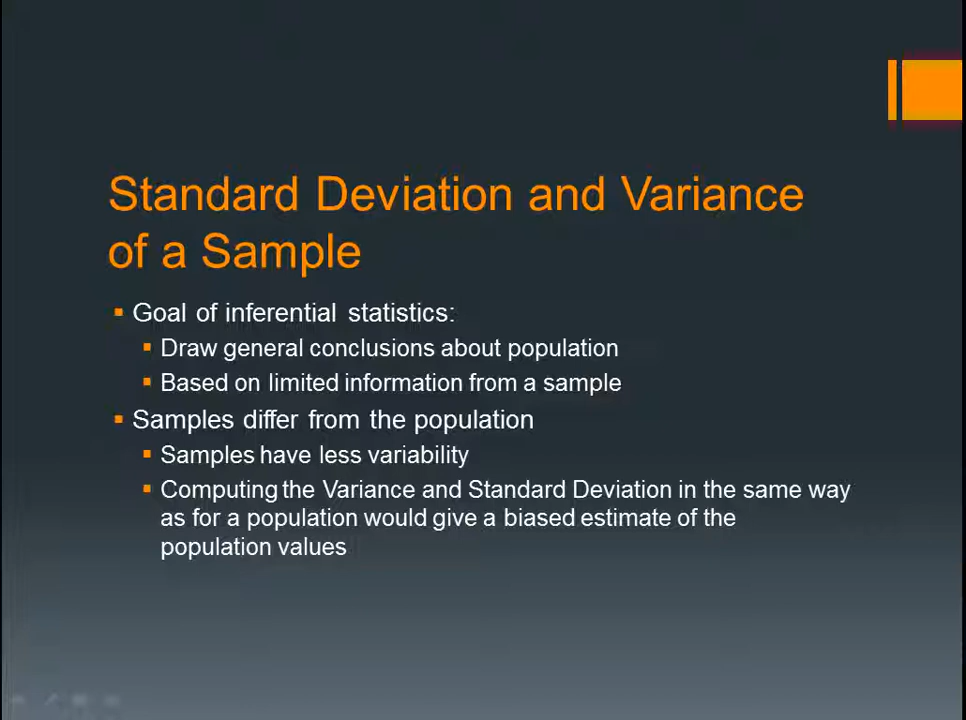 Standard Deviation and Variance
of a Sample
Goal of inferential statistics:
Draw general conclusions about population
Based on limited information from a sample
Samples differ from the population
Samples have less variability
Computing the Variance and Standard Deviation in the same way
as for a population would give a biased estimate of the
population values